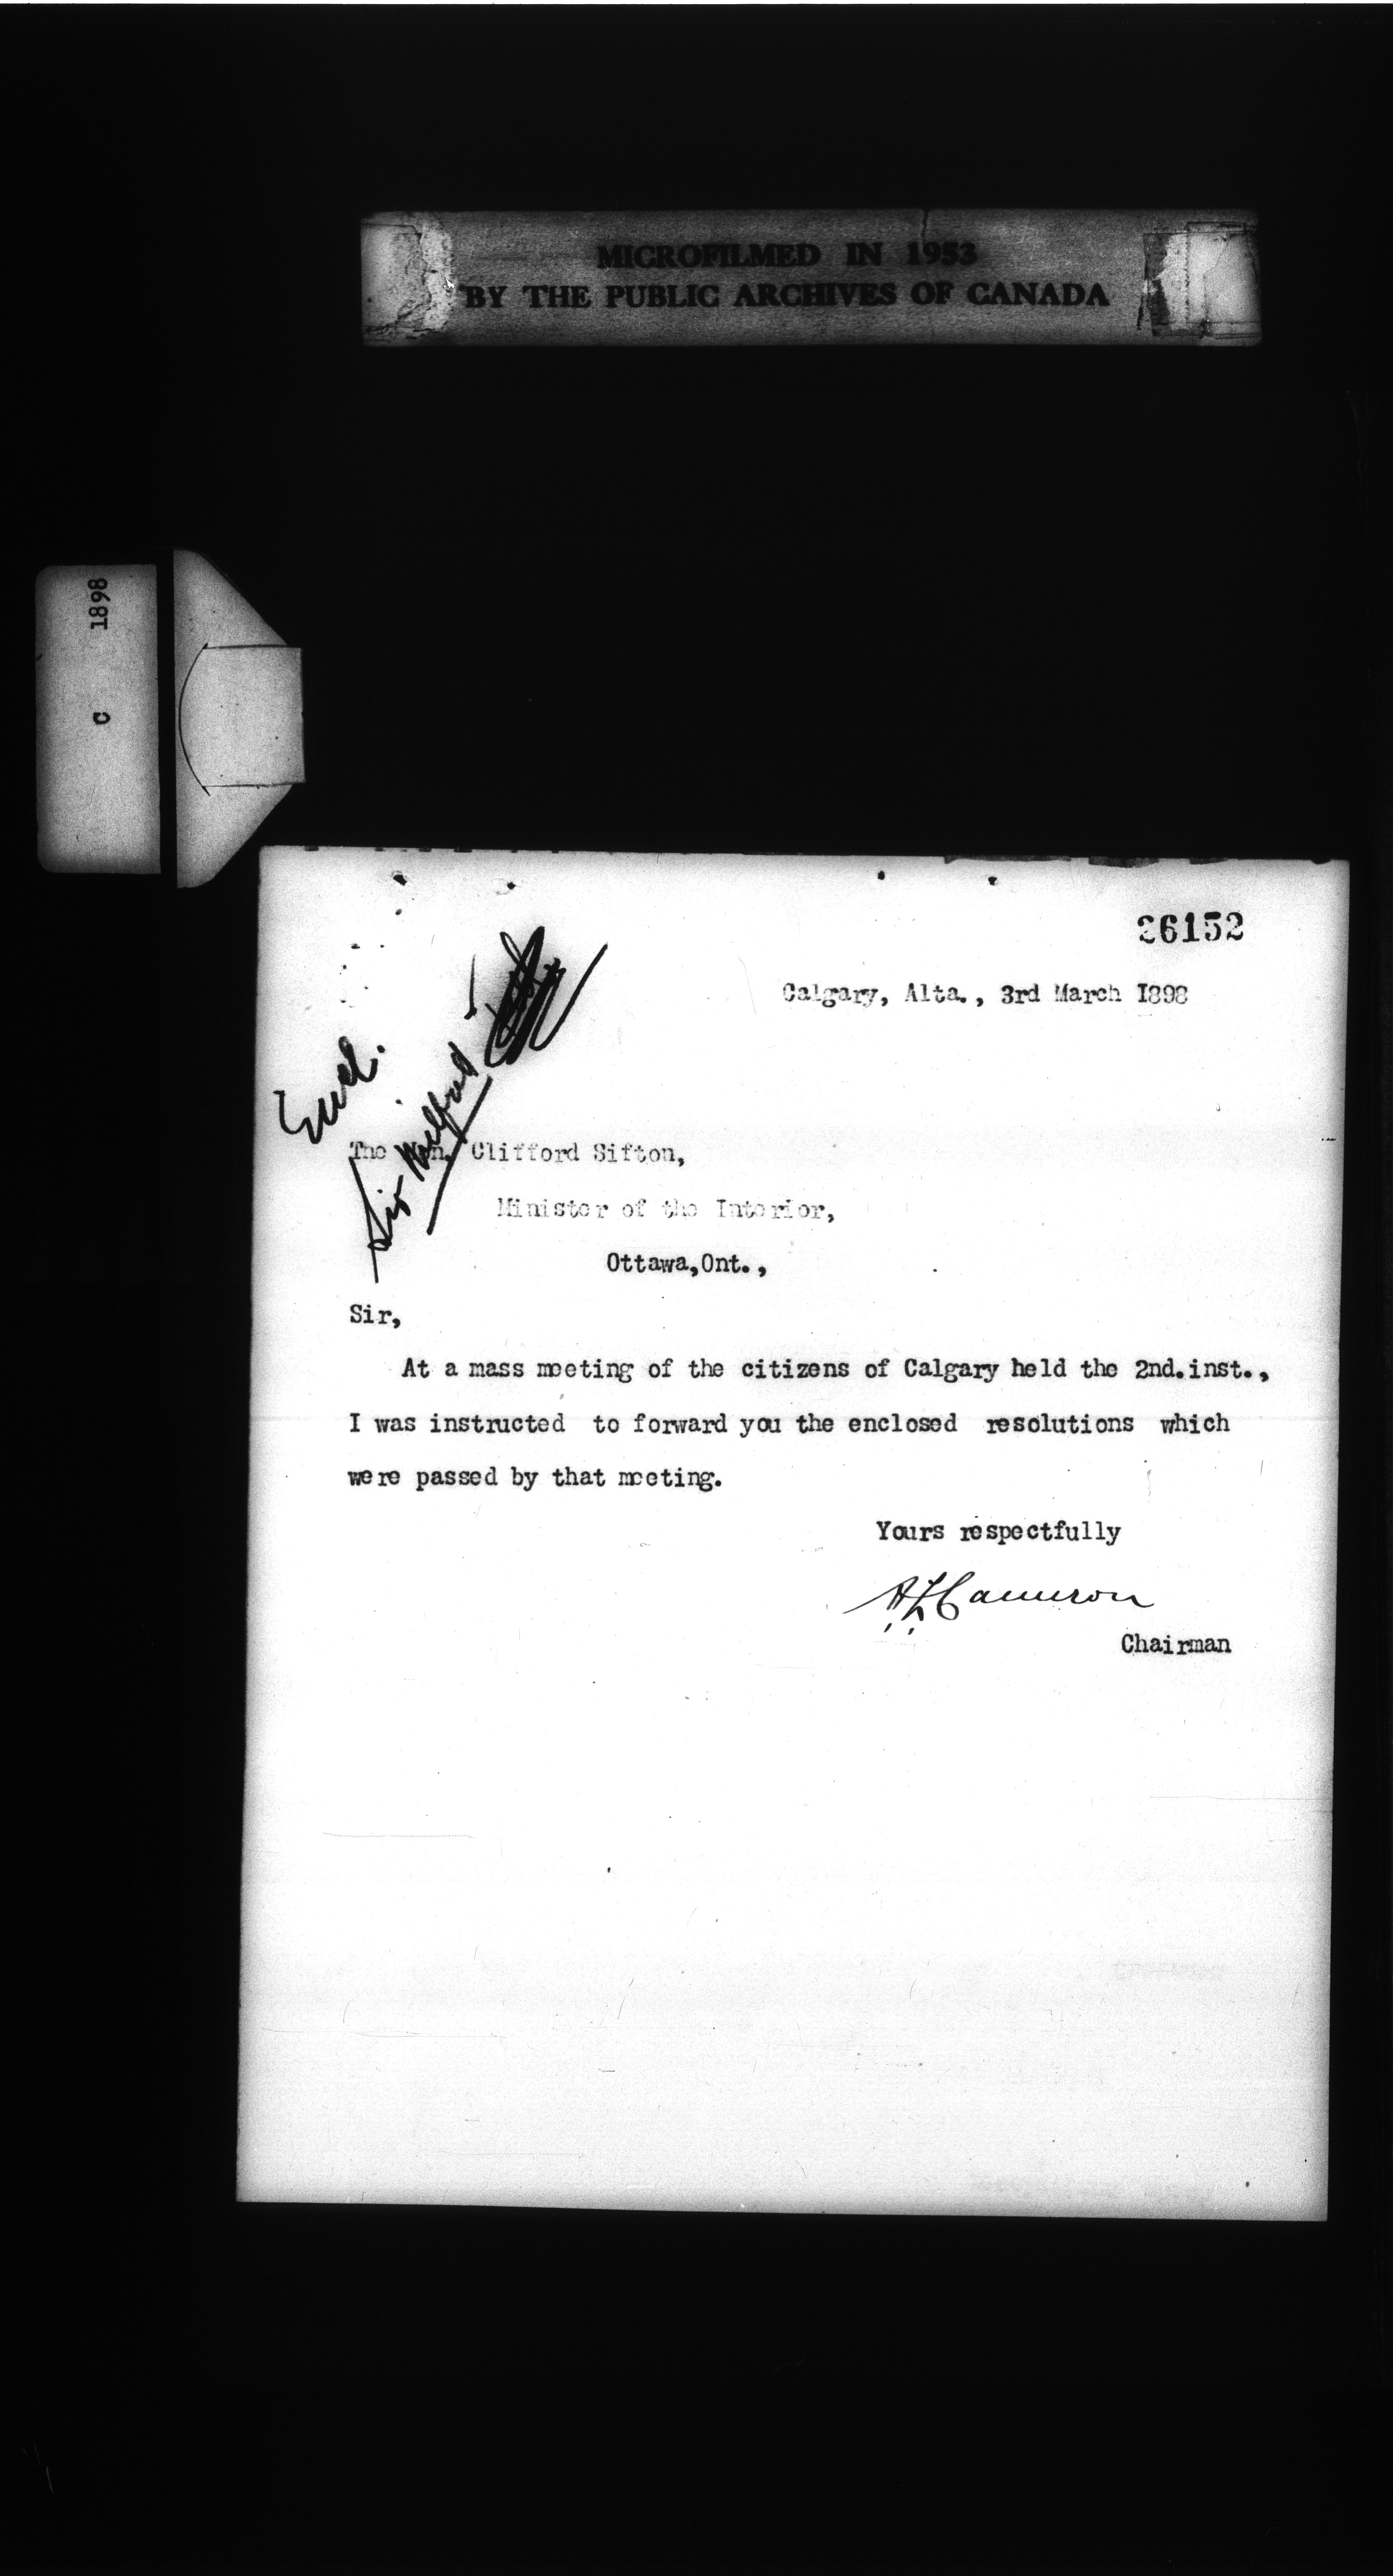 MICROFILMED IN 1953
BY THE PUBLIC ARCHIVES OF CANADA
C 1898
26152
Calgary, Alta., 3rd March I898
Encl.
Sir Wilfrid
The Hon. Clifford Sifton,
Minister of the Interior,
Ottawa,Ont.,
Sir,
At a mass meeting of the citizens of Calgary held the 2nd.inst.,
I was instructed to forward you the enclosed resolutions which
were passed by that meeting.
Yours respectfully
A. L. Cameron
Chairman